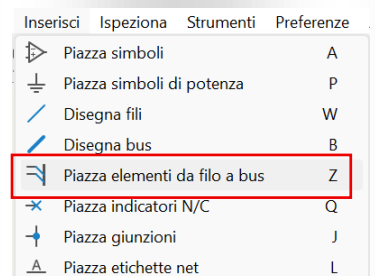 Inserisci Ispeziona Strumenti Preferenze
Piazza simboli A
Piazza simboli di potenza P
Disegna fili W
Disegna bus B
Piazza elementi da filo a bus Z
Piazza indicatori N/C Q
Piazza giunzioni J
Piazza etichette net L